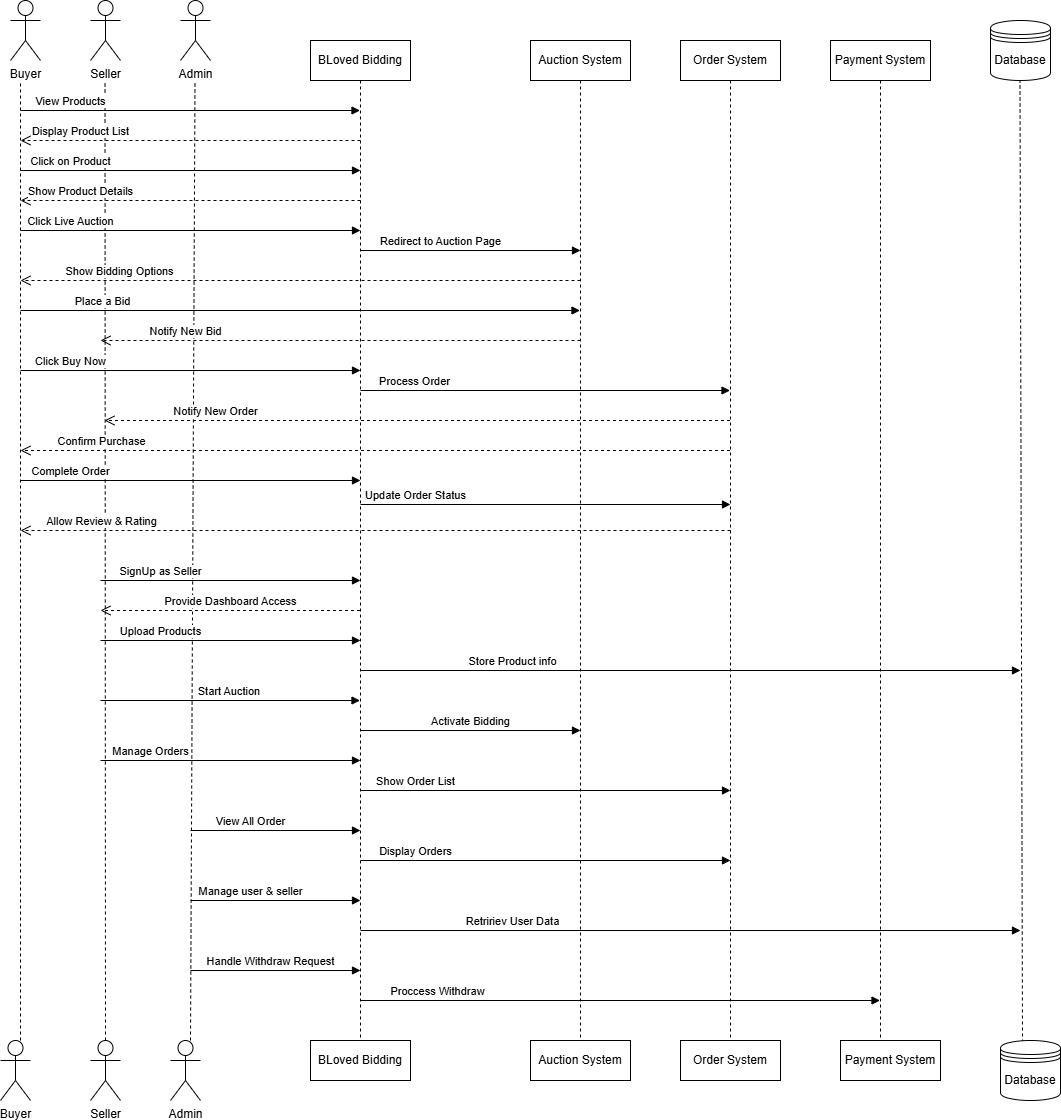 Buyer
Seller
Admin
BLoved Bidding
Auction System
Order System
Payment System
Database
View Products
Display Product List
Click on Product
Show Product Details
Click Live Auction
Redirect to Auction Page
Show Bidding Options
Place a Bid
Notify New Bid
Click Buy Now
Process Order
Notify New Order
Confirm Purchase
Complete Order
Update Order Status
Allow Review & Rating
SignUp as Seller
Provide Dashboard Access
Upload Products
Store Product info
Start Auction
Activate Bidding
Manage Orders
Show Order List
View All Order
Display Orders
Manage user & seller
Retririev User Data
Handle Withdraw Request
Proccess Withdraw
Buyer
Seller
Admin
BLoved Bidding
Auction System
Order System
Payment System
Database